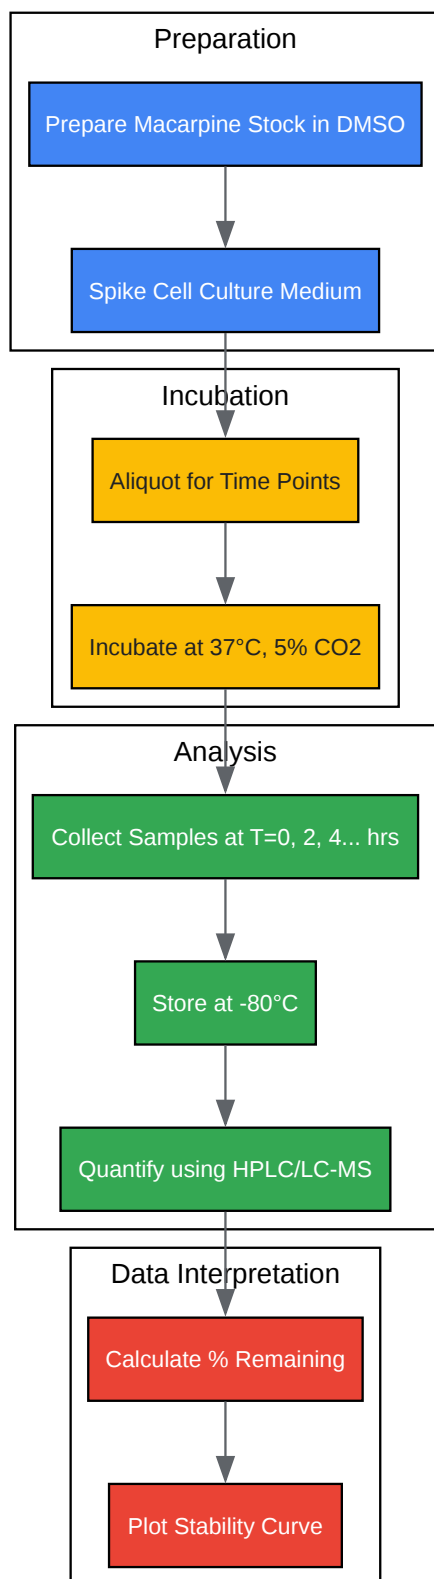 Preparation
Prepare Macarpine Stock in DMSO
Spike Cell Culture Medium
Incubation
Aliquot for Time Points
Incubate at 37°C, 5% CO2
Analysis
Collect Samples at T=0, 2, 4... hrs
Store at -80°C
Quantify using HPLC/LC-MS
Data Interpretation
Calculate % Remaining
Plot Stability Curve